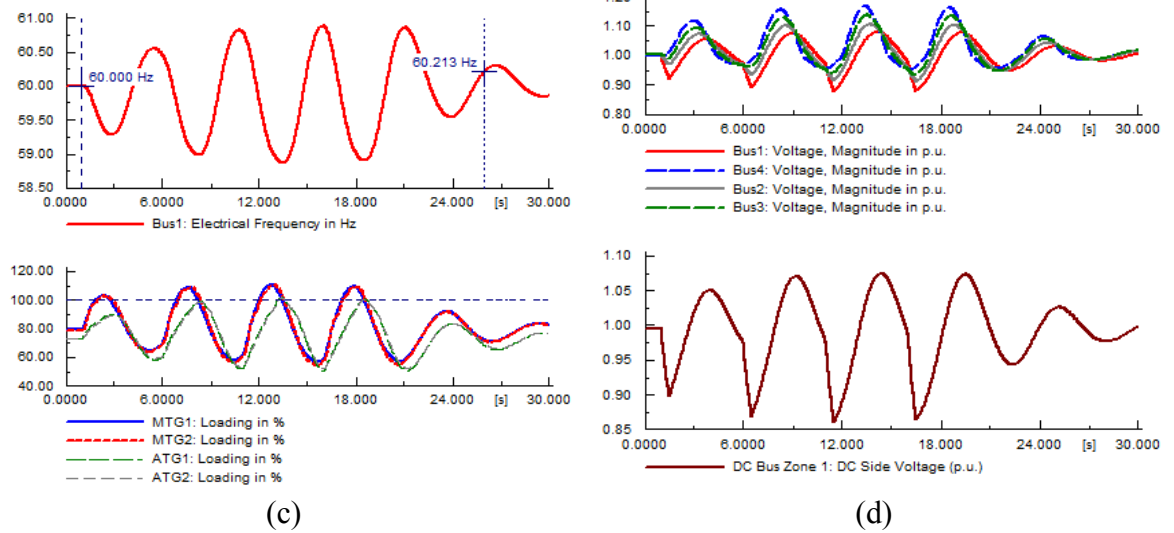 61.00
60.50
60.00
59.50
59.00
58.50
60.000 Hz
60.213 Hz
0.0000 6.0000 12.000 18.000 24.000 [s] 30.000
Bus1: Electrical Frequency in Hz
120.00
100.00
80.00
60.00
40.00
0.0000 6.0000 12.000 18.000 24.000 [s] 30.000
MTG1: Loading in %
MTG2: Loading in %
ATG1: Loading in %
ATG2: Loading in %
(c)
1.20
1.10
1.00
0.90
0.80
0.0000 6.0000 12.000 18.000 24.000 [s] 30.000
Bus1: Voltage, Magnitude in p.u.
Bus4: Voltage, Magnitude in p.u.
Bus2: Voltage, Magnitude in p.u.
Bus3: Voltage, Magnitude in p.u.
1.10
1.05
1.00
0.95
0.90
0.85
0.0000 6.0000 12.000 18.000 24.000 [s] 30.000
DC Bus Zone 1: DC Side Voltage (p.u.)
(d)